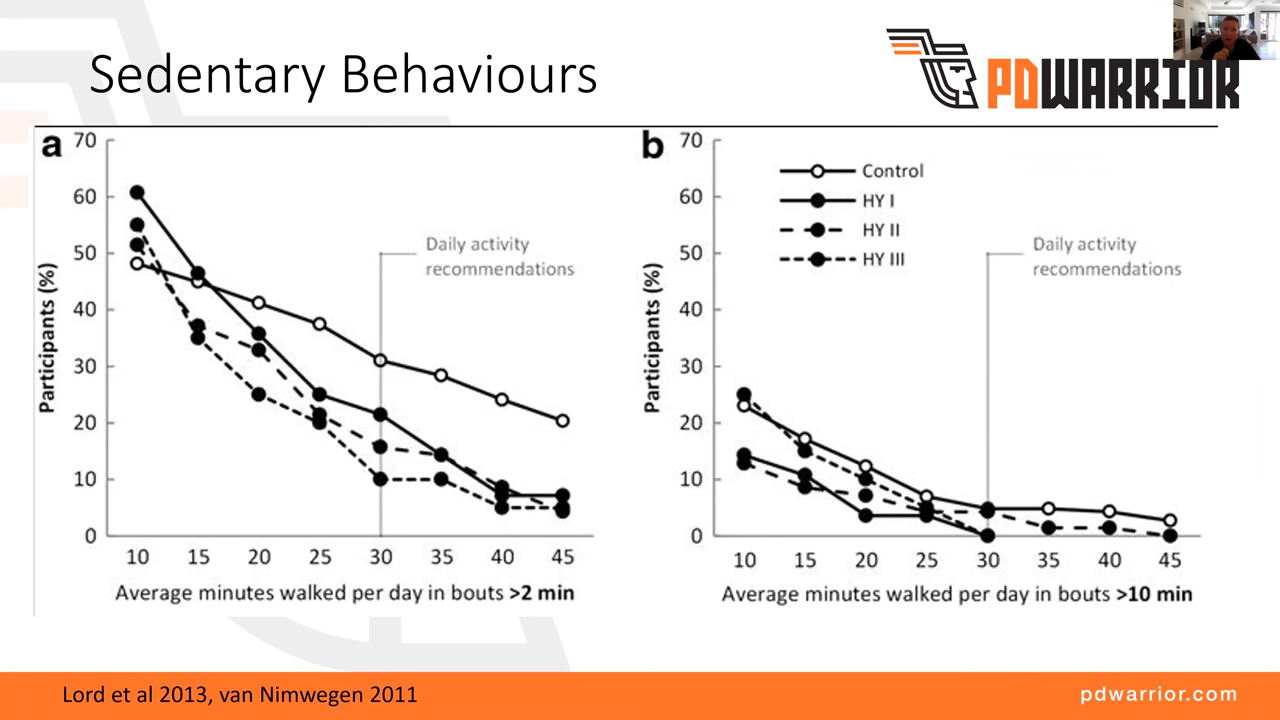 Sedentary Behaviours
PDWARRIOR
a
70
60
50
40
30
20
10
0
Participants (%)
Daily activity
recommendations
10 15 20 25 30 35 40 45
Average minutes walked per day in bouts >2 min
b
70
60
50
40
30
20
10
0
Participants (%)
Control
HY I
HY II
HY III
Daily activity
recommendations
10 15 20 25 30 35 40 45
Average minutes walked per day in bouts >10 min
Lord et al 2013, van Nimwegen 2011
pdwarrior.com